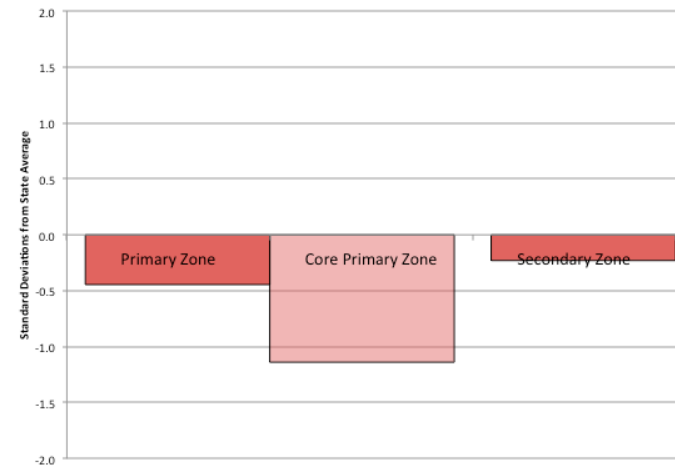 2.0
1.5
1.0
0.5
0.0
-0.5
-1.0
-1.5
-2.0
Standard Deviations from State Average
Primary Zone
Core Primary Zone
Secondary Zone